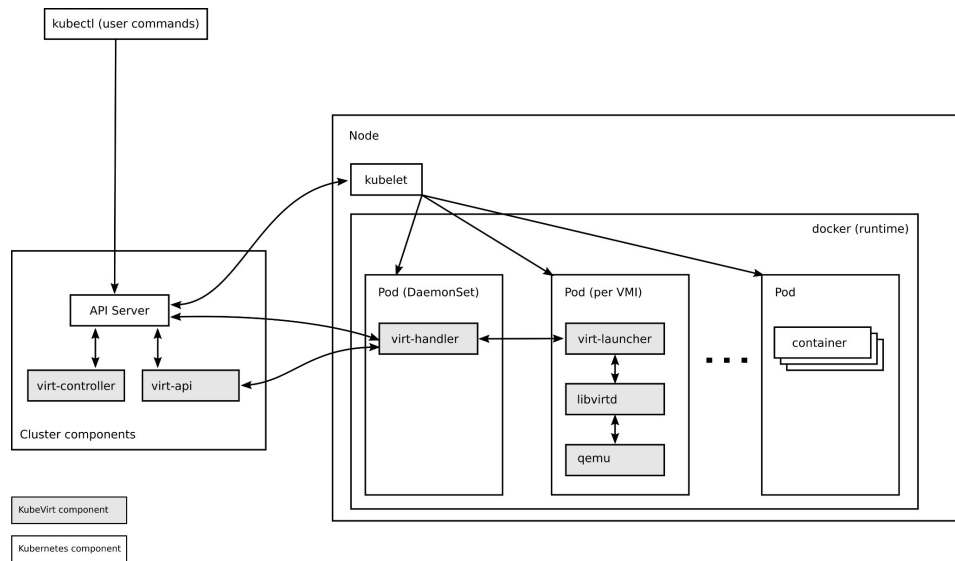 kubectl (user commands)
Node
kubelet
docker (runtime)
Pod (DaemonSet)
Pod (per VMI)
Pod
API Server
virt-handler
virt-launcher
container
virt-controller
virt-api
libvirtd
Cluster components
qemu
KubeVirt component
Kubernetes component